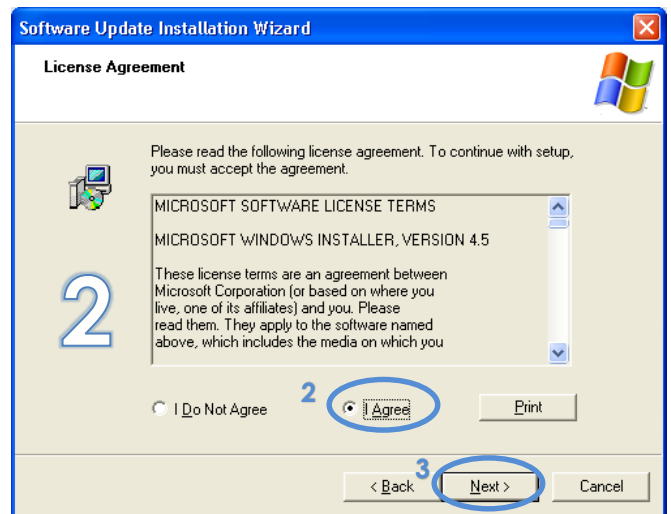 Software Update Installation Wizard
License Agreement
Please read the following license agreement. To continue with setup,
you must accept the agreement.
MICROSOFT SOFTWARE LICENSE TERMS
MICROSOFT WINDOWS INSTALLER, VERSION 4.5
These license terms are an agreement between
Microsoft Corporation (or based on where you
live, one of its affiliates) and you. Please
read them. They apply to the software named
above, which includes the media on which you
2
I Do Not Agree
2
I Agree
Print
< Back
3
Next >
Cancel